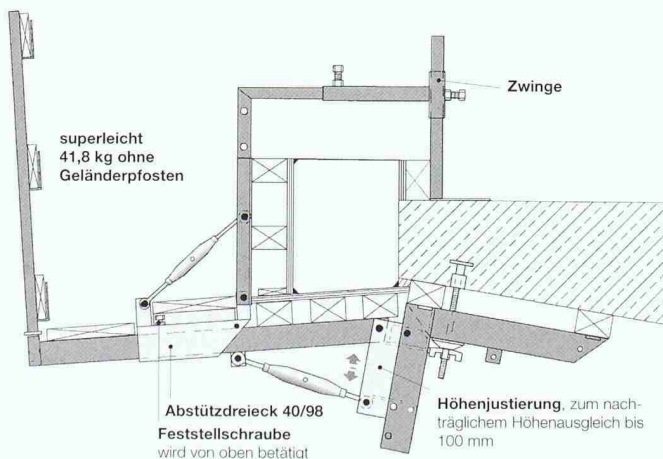 Zwinge
superleicht
41,8 kg ohne
Geländerpfosten
Abstützdreieck 40/98
Feststellschraube
wird von oben betätigt
Höhenjustierung, zum nach-
träglichem Höhenausgleich bis
100 mm